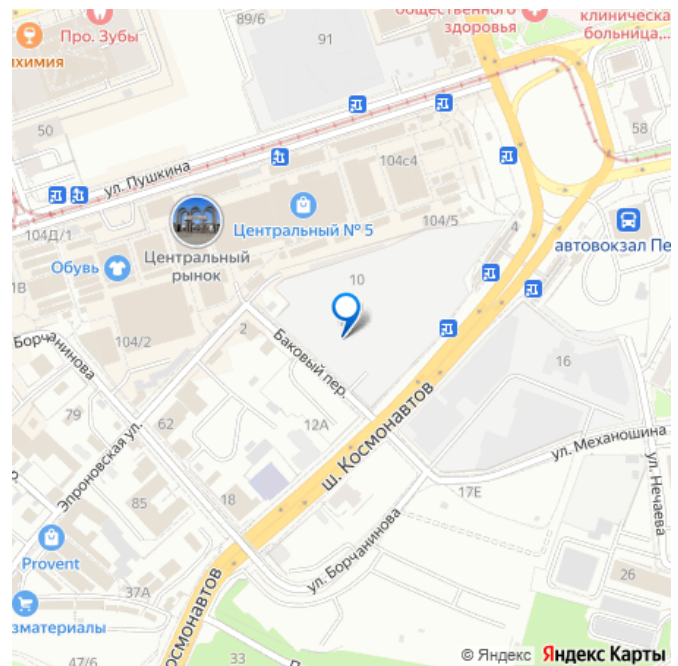 89/6
общественного
здоровья
клиническа
больница,...
Про. Зубы
лхимия
91
50
58
ул. Пушкина
104с4
104Д/1
Центральный № 5
104/5
4
автовокзал Пе
Обувь
Центральный
рынок
1В
10
Борчанинова
104/2
2
Баковый пер.
16
79
62
12А
ш. Космонавтов
ул. Механошина
Эпроновская ул.
85
18
17Е
ул. Нечаева
ул. Борчанинова
Provent
37А
26
зматериалы
осмонавтов
47/6
33
© Яндекс Яндекс Карты